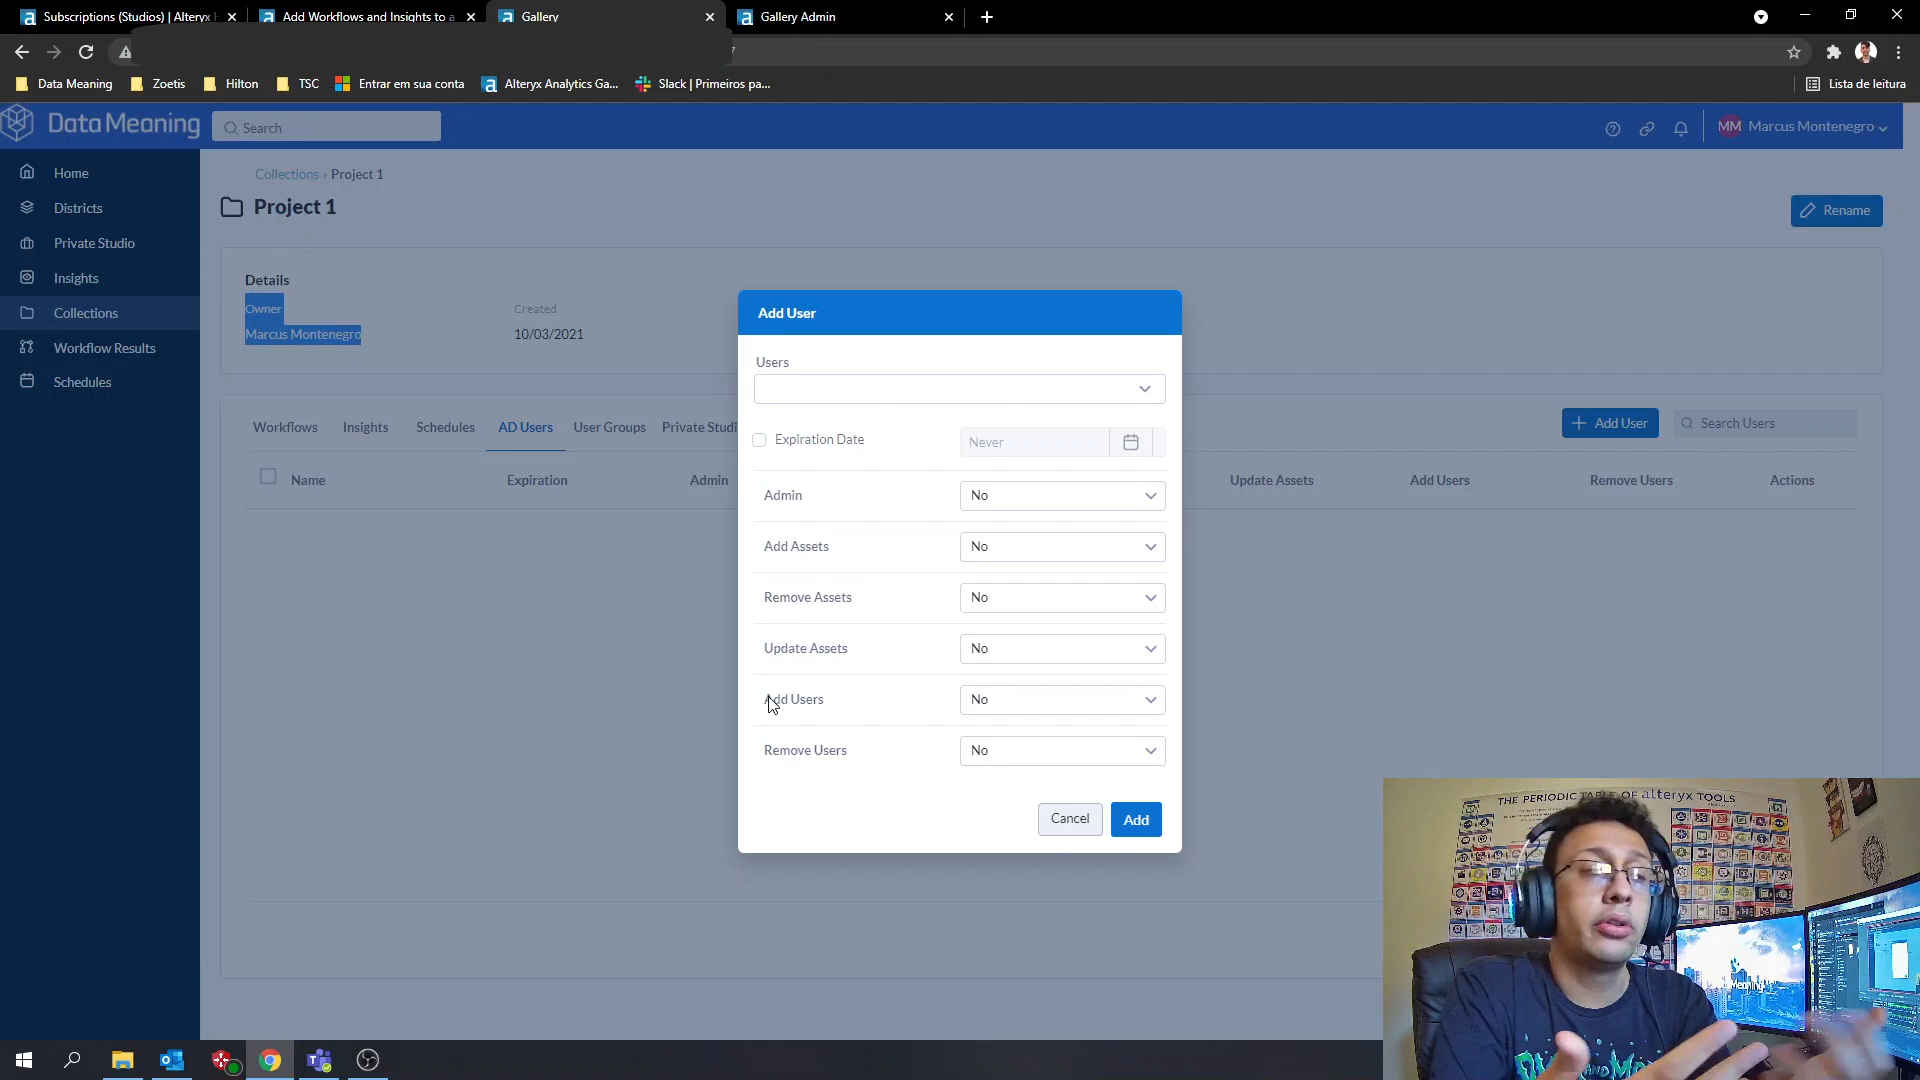 Subscriptions (Studios) | Alteryx H
Add Workflows and Insights to a
Gallery
Gallery Admin
Data Meaning
Zoetis
Hilton
TSC
Entrar em sua conta
Alteryx Analytics Ga...
Slack | Primeiros pa...
Lista de leitura
Data Meaning
Search
MM
Marcus Montenegro
Home
Districts
Private Studio
Insights
Collections
Workflow Results
Schedules
Collections › Project 1
Project 1
Rename
Details
Owner
Marcus Montenegro
Created
10/03/2021
Workflows
Insights
Schedules
AD Users
User Groups
Private Studi
Add User
Search Users
Name
Expiration
Admin
Update Assets
Add Users
Remove Users
Actions
Add User
Users
Expiration Date
Never
Admin
No
Add Assets
No
Remove Assets
No
Update Assets
No
Add Users
No
Remove Users
No
Cancel
Add
THE PERIODIC TABLE OF alteryx TOOLS